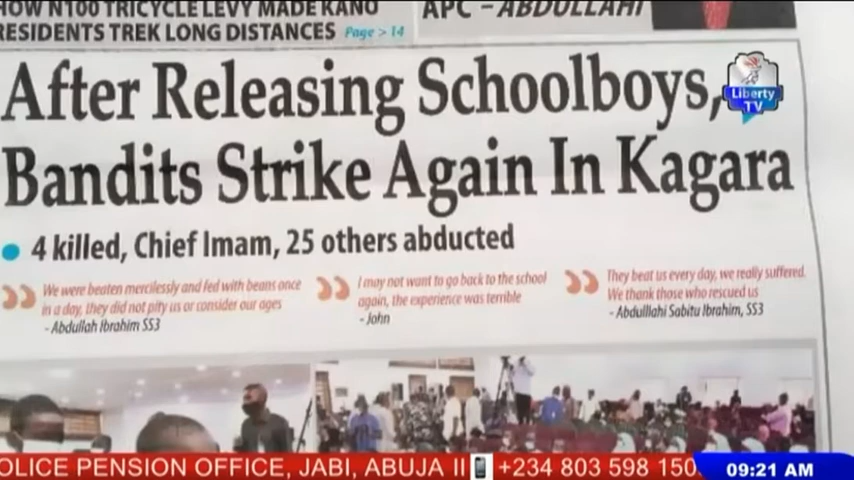 HOW N100 TRICYCLE LEVY MADE KANO
RESIDENTS TREK LONG DISTANCES Page > 14
APC – ABDULLAHI
After Releasing Schoolboys,
Bandits Strike Again In Kagara
Liberty
TV
4 killed, Chief Imam, 25 others abducted
We were beaten mercilessly and fed with beans once
in a day, they did not pity us or consider our ages
- Abdullah Ibrahim SS3
I may not want to go back to the school
again, the experience was terrible
- John
They beat us every day, we really suffered.
We thank those who rescued us
- Abdulllahi Sabitu Ibrahim, SS3
OLICE PENSION OFFICE, JABI, ABUJA II +234 803 598 150
09:21 AM